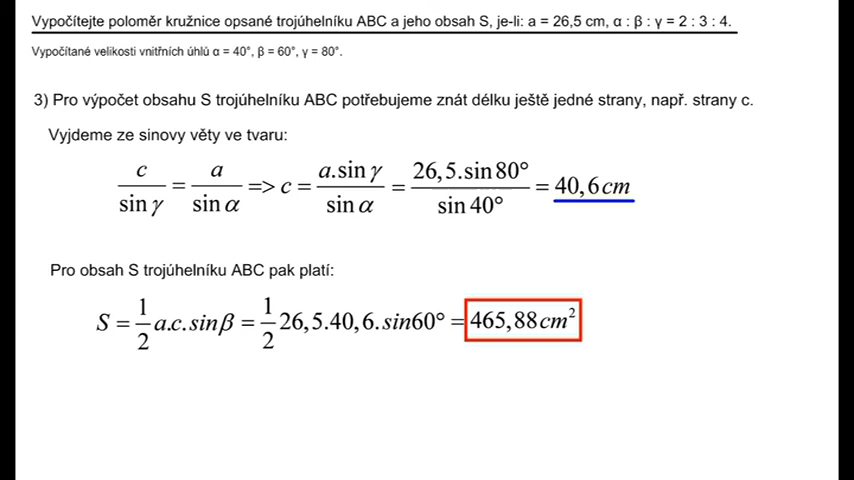 Vypočítejte poloměr kružnice opsané trojúhelníku ABC a jeho obsah S, je-li: a = 26,5 cm, α : β : γ = 2 : 3 : 4.
Vypočítané velikosti vnitřních úhlů α = 40°, β = 60°, γ = 80°.
3) Pro výpočet obsahu S trojúhelníku ABC potřebujeme znát délku ještě jedné strany, např. strany c.
Vyjdeme ze sinovy věty ve tvaru:
c/sin γ = a/sin α => c = a.sin γ/sin α = 26,5.sin 80°/sin 40° = 40,6 cm
Pro obsah S trojúhelníku ABC pak platí:
S = 1/2 a.c.sinβ = 1/2 26,5.40,6.sin60° = 465,88 cm²